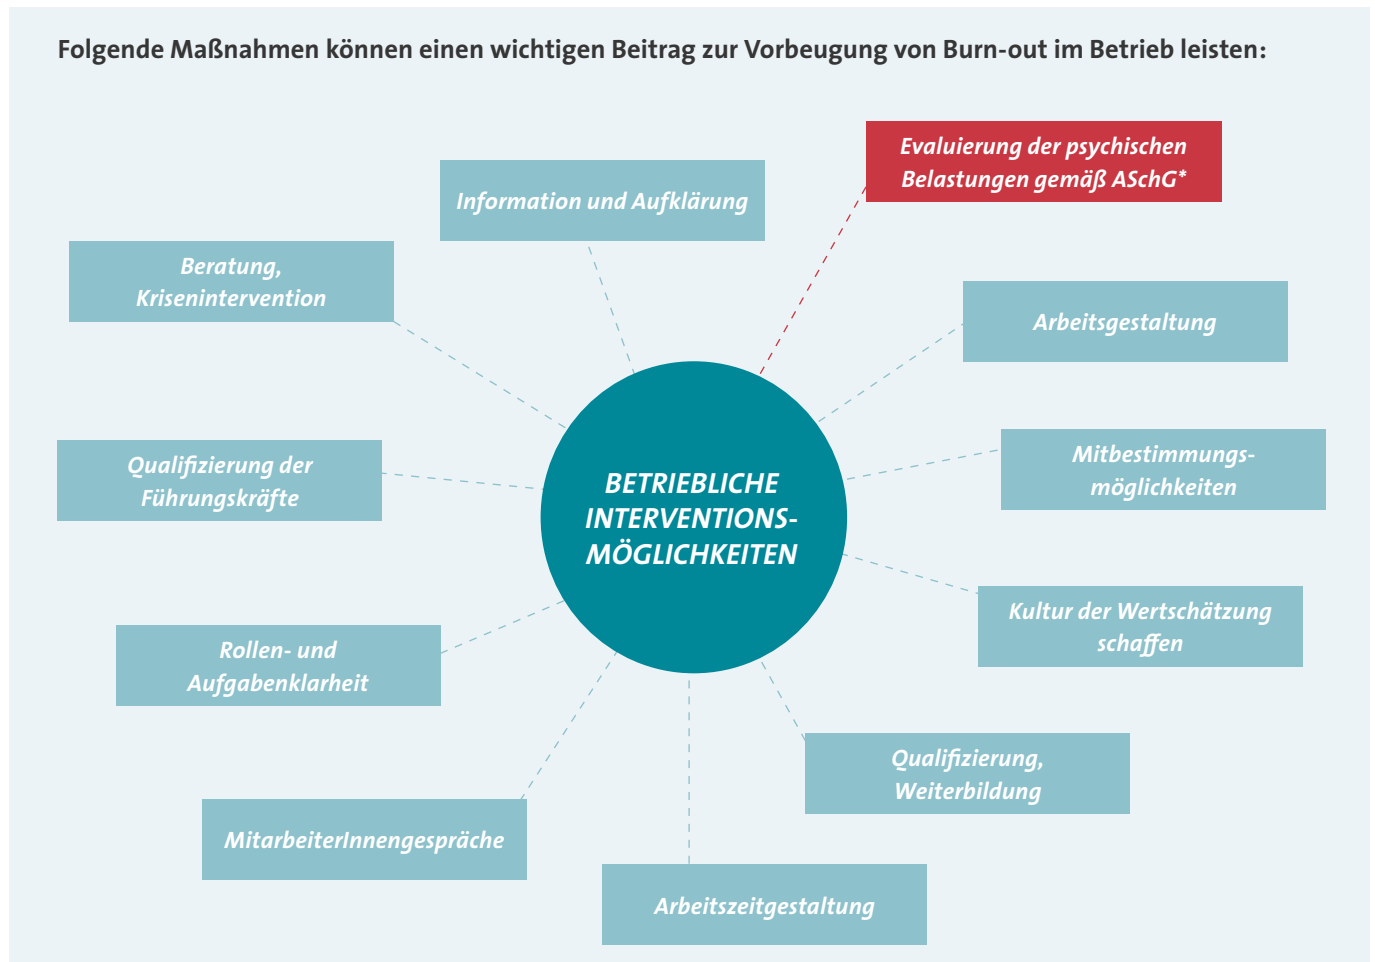 Folgende Maßnahmen können einen wichtigen Beitrag zur Vorbeugung von Burn-out im Betrieb leisten:
Evaluierung der psychischen
Belastungen gemäß ASchG*
Information und Aufklärung
Beratung,
Krisenintervention
Arbeitsgestaltung
Mitbestimmungs-
möglichkeiten
Qualifizierung der
Führungskräfte
BETRIEBLICHE
INTERVENTIONS-
MÖGLICHKEITEN
Kultur der Wertschätzung
schaffen
Rollen- und
Aufgabenklarheit
Qualifizierung,
Weiterbildung
MitarbeiterInnengespräche
Arbeitszeitgestaltung